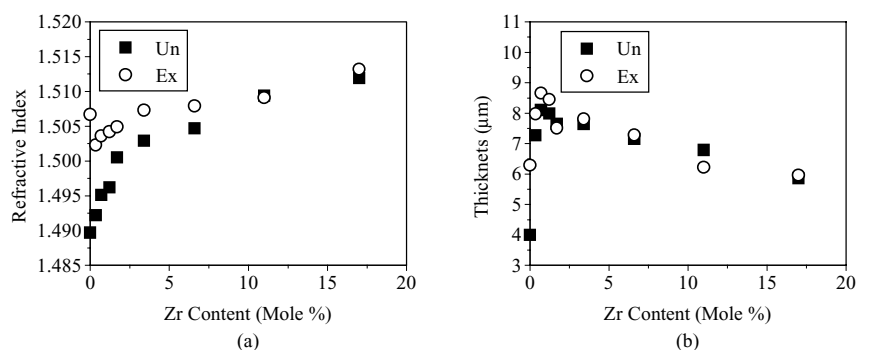 1.520
1.515
1.510
1.505
1.500
1.495
1.490
1.485
Refractive Index
Un
Ex
0
5
10
15
20
Zr Content (Mole %)
(a)
11
10
9
8
7
6
5
4
3
Thicknets (μm)
Un
Ex
0
5
10
15
20
Zr Content (Mole %)
(b)